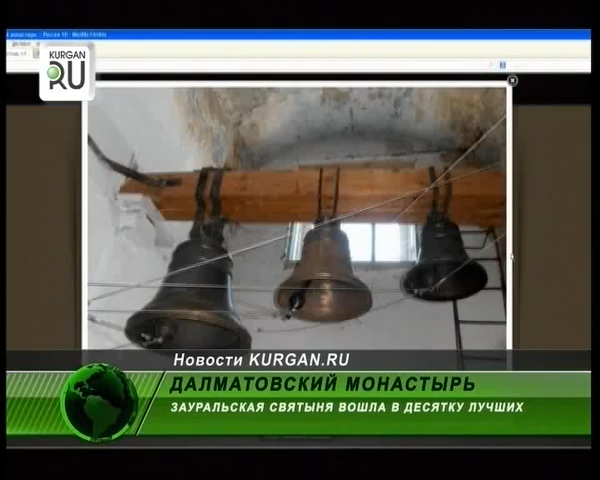 KURGAN
RU
Новости KURGAN.RU
ДАЛМАТОВСКИЙ МОНАСТЫРЬ
ЗАУРАЛЬСКАЯ СВЯТЫНЯ ВОШЛА В ДЕСЯТКУ ЛУЧШИХ